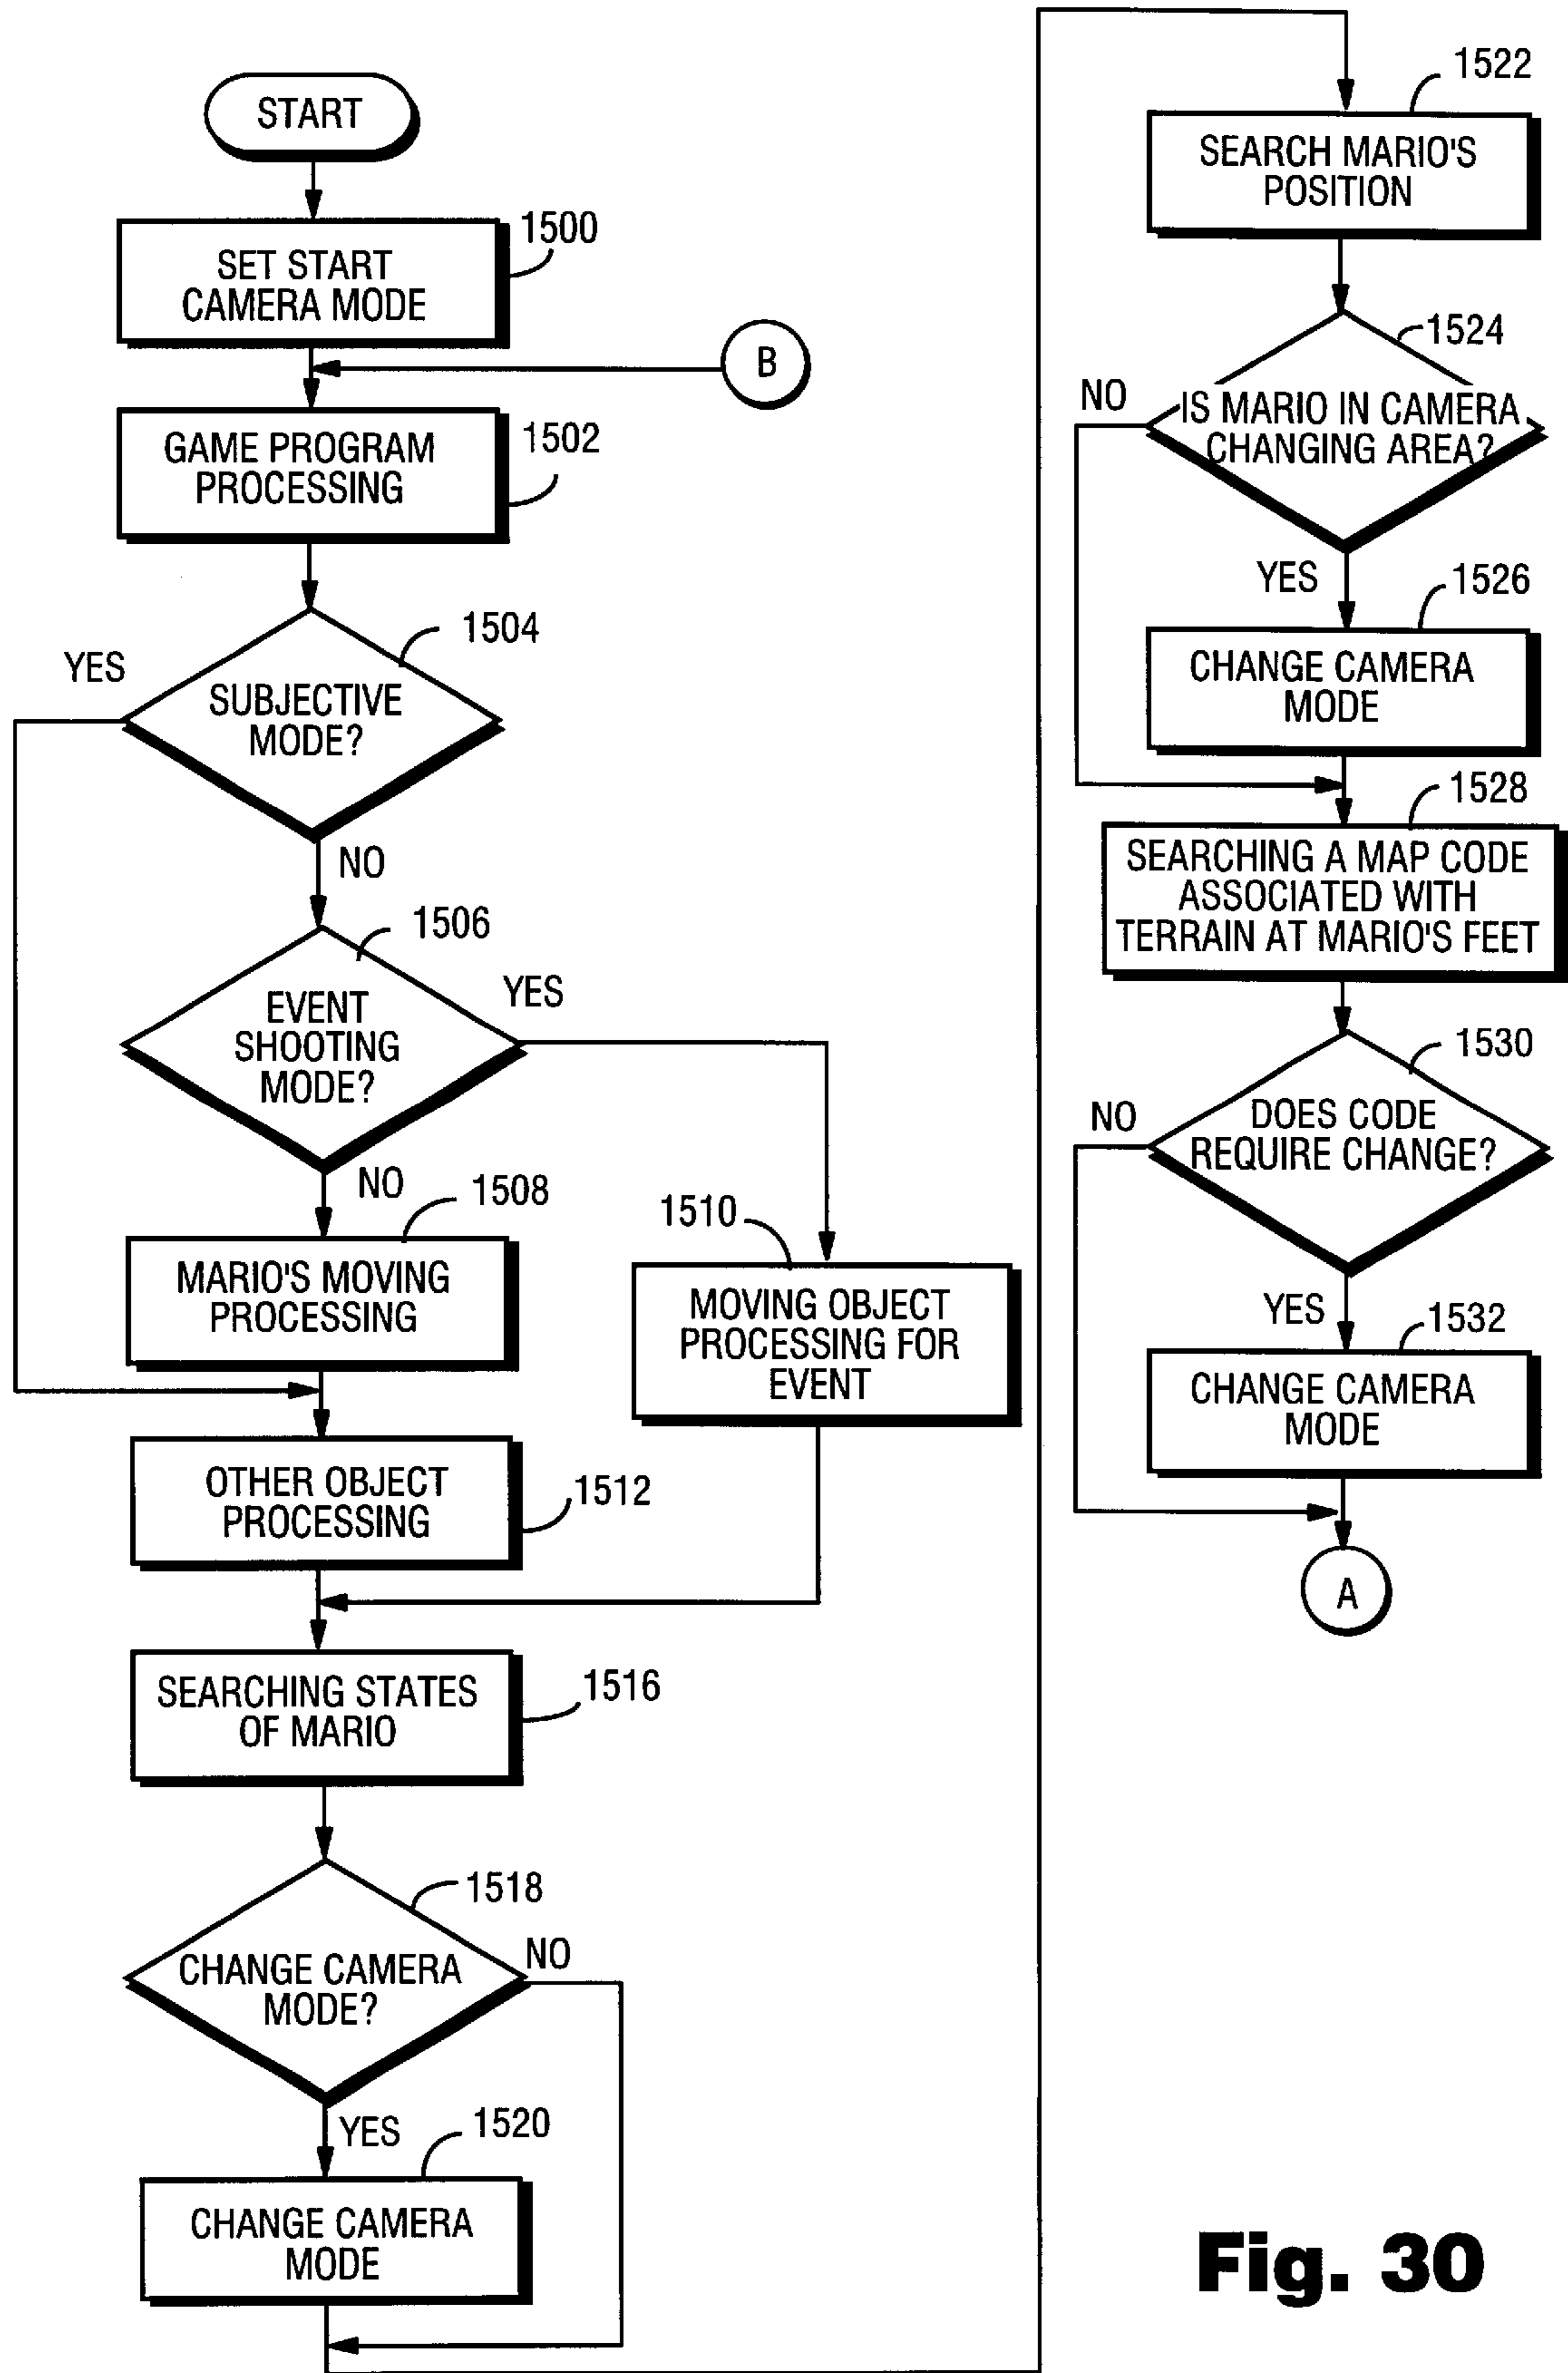 START
1500
SET START
CAMERA MODE
B
1502
GAME PROGRAM
PROCESSING
1504
YES
SUBJECTIVE
MODE?
NO
1506
YES
EVENT
SHOOTING
MODE?
NO
1508
MARIO'S MOVING
PROCESSING
1510
MOVING OBJECT
PROCESSING FOR
EVENT
OTHER OBJECT
PROCESSING
1512
SEARCHING STATES
OF MARIO
1516
1518
CHANGE CAMERA
MODE?
NO
YES
1520
CHANGE CAMERA
MODE
1522
SEARCH MARIO'S
POSITION
1524
NO
IS MARIO IN CAMERA
CHANGING AREA?
YES
1526
CHANGE CAMERA
MODE
1528
SEARCHING A MAP CODE
ASSOCIATED WITH
TERRAIN AT MARIO'S FEET
1530
NO
DOES CODE
REQUIRE CHANGE?
YES
1532
CHANGE CAMERA
MODE
A
Fig. 30